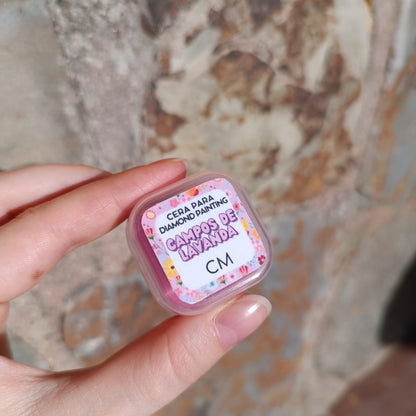 CERA PARA
DIAMOND PAINTING
CAMPOS DE
LAVANDA
CM